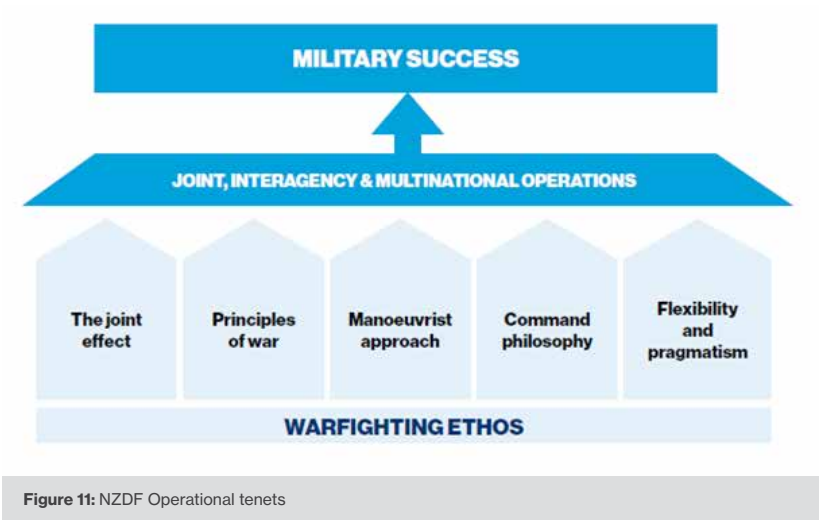 MILITARY SUCCESS
JOINT, INTERAGENCY & MULTINATIONAL OPERATIONS
The joint
effect
Principles
of war
Manoeuvrist
approach
Command
philosophy
Flexibility
and
pragmatism
WARFIGHTING ETHOS
Figure 11: NZDF Operational tenets